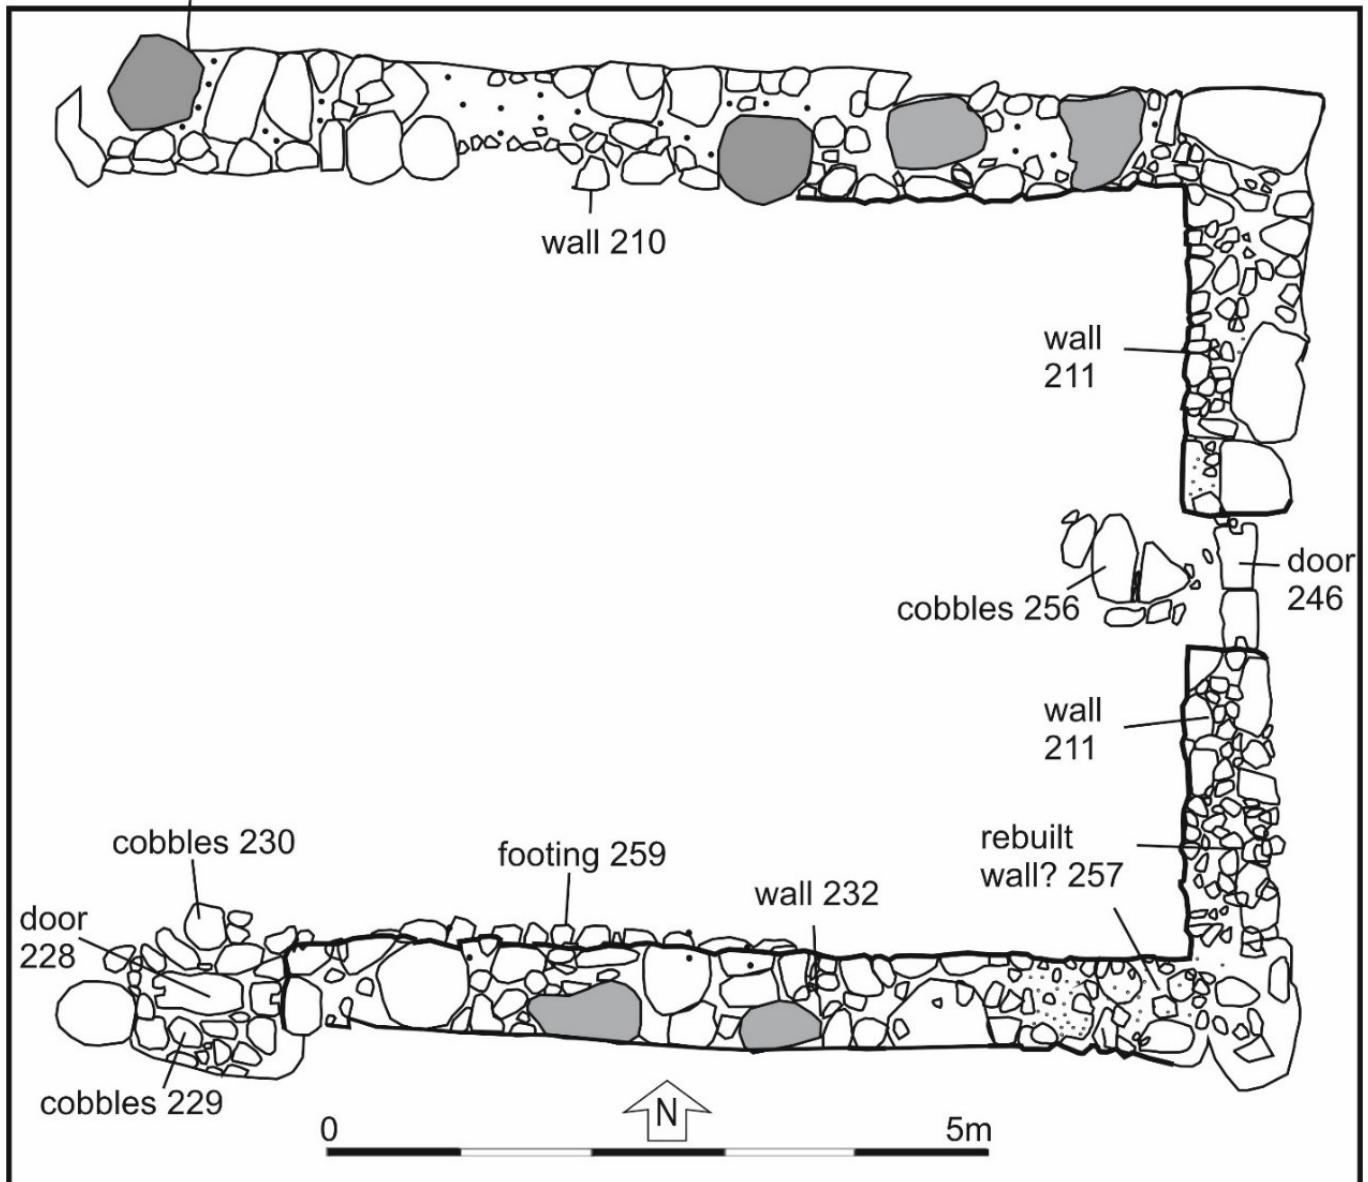 wall 210
wall
211
door
246
cobbles 256
wall
211
rebuilt
wall? 257
cobbles 230
footing 259
wall 232
door
228
cobbles 229
N
0
5m